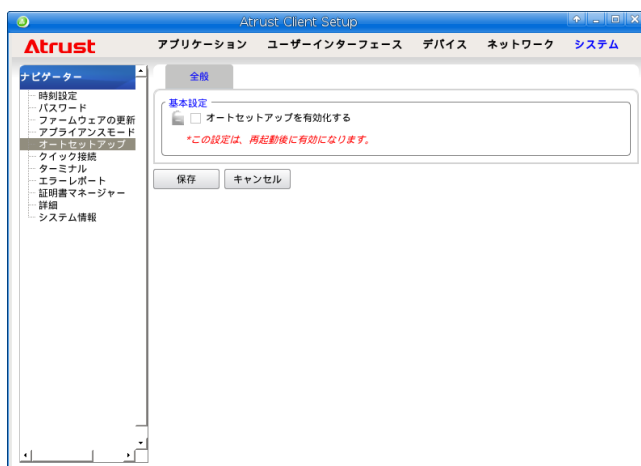 Atrust Client Setup
Atrust
アプリケーション ユーザーインターフェース デバイス ネットワーク システム
ナビゲーター
時刻設定
パスワード
ファームウェアの更新
アプライアンスモード
オートセットアップ
クイック接続
ターミナル
エラーレポート
証明書マネージャー
詳細
システム情報
全般
基本設定
オートセットアップを有効化する
*この設定は、再起動後に有効になります。
保存 キャンセル